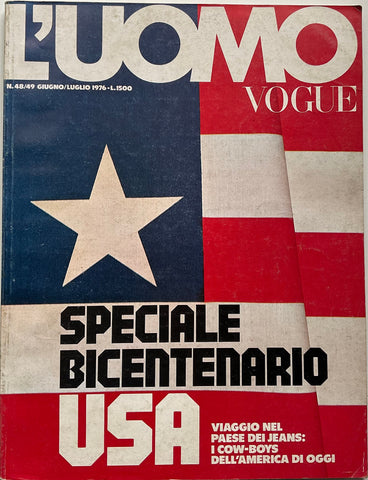 L'UOMO
VOGUE
N.48/49 GIUGNO/LUGLIO 1976-L.1500
SPECIALE
BICENTENARIO
USA
VIAGGIO NEL
PAESE DEI JEANS:
I COW-BOYS
DELL'AMERICA DI OGGI